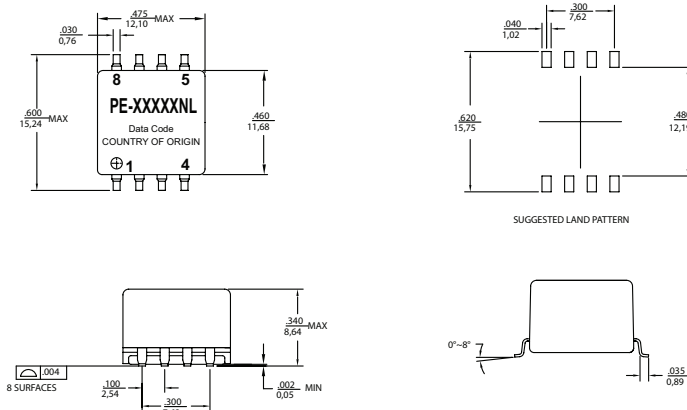 .475
12,10 MAX
.030
0,76
8 5
PE-XXXXXNL
Data Code
COUNTRY OF ORIGIN
1 4
.600
15,24 MAX
.460
11,68
.300
7,62
.040
1,02
.620
15,75
.480
SUGGESTED LAND PATTERN
.340
8,64 MAX
.004
8 SURFACES
.100
2,54
.300
.002
0,05 MIN
0°~8°
.035
0,89